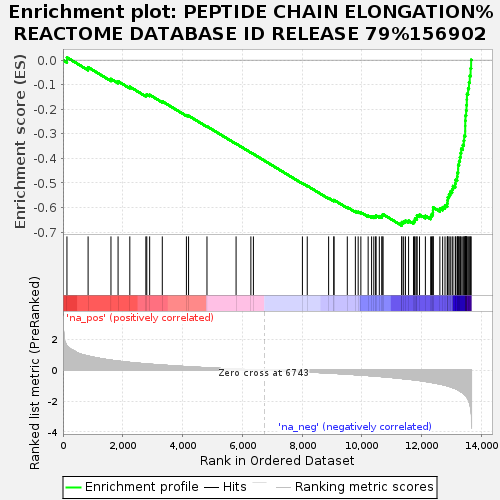 Enrichment plot: PEPTIDE CHAIN ELONGATION%
REACTOME DATABASE ID RELEASE 79%156902
Enrichment score (ES)
0.0
-0.1
-0.2
-0.3
-0.4
-0.5
-0.6
-0.7
'na_pos' (positively correlated)
Ranked list metric (PreRanked)
2
0
-2
-4
Zero cross at 6743
'na_neg' (negatively correlated)
0 2,000 4,000 6,000 8,000 10,000 12,000 14,000
Rank in Ordered Dataset
Enrichment profile Hits Ranking metric scores